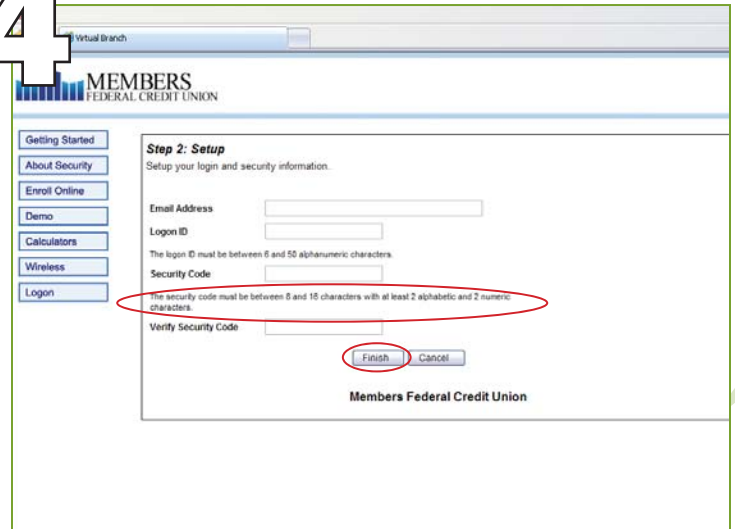 4
Virtual Branch
MEMBERS
FEDERAL CREDIT UNION
Getting Started
About Security
Enroll Online
Demo
Calculators
Wireless
Logon
Step 2: Setup
Setup your login and security information.
Email Address
Logon ID
The logon ID must be between 6 and 50 alphanumeric characters.
Security Code
The security code must be between 8 and 16 characters with at least 2 alphabetic and 2 numeric
characters.
Verify Security Code
Finish Cancel
Members Federal Credit Union